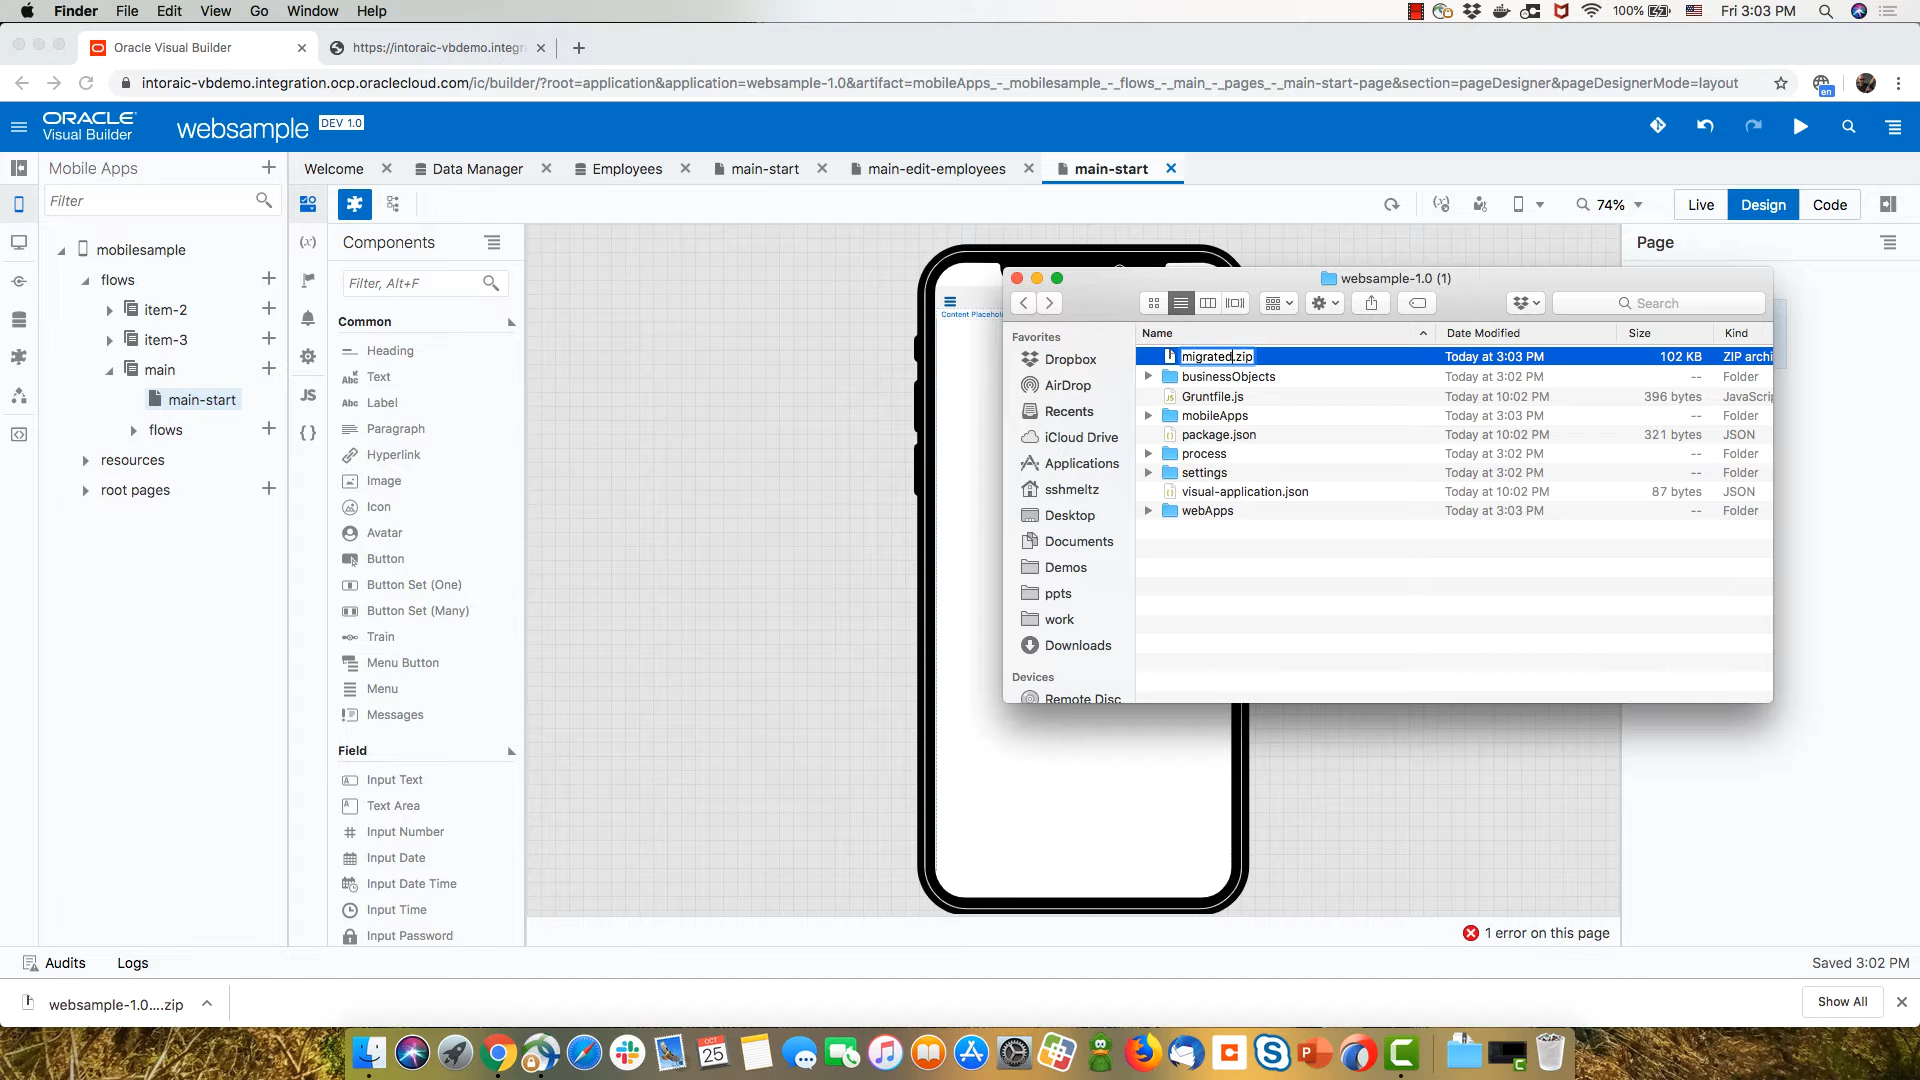 Finder File Edit View Go Window Help
100% Fri 3:03 PM
Oracle Visual Builder
https://intoraic-vbdemo.integra
intoraic-vbdemo.integration.ocp.oraclecloud.com/ic/builder/?root=application&application=websample-1.0&artifact=mobileApps_-_mobilesample_-_flows_-_main_-_pages_-_main-start-page&section=pageDesigner&pageDesignerMode=layout
en
ORACLE
Visual Builder
websample
DEV 1.0
Mobile Apps
Welcome
Data Manager
Employees
main-start
main-edit-employees
main-start
Filter
74%
Live
Design
Code
Components
Page
mobilesample
flows
item-2
item-3
main
main-start
flows
resources
root pages
(x)
JS
{ }
Filter, Alt+F
Common
Heading
Abc Text
Abc Label
Paragraph
Hyperlink
Image
Icon
Avatar
Button
Button Set (One)
Button Set (Many)
Train
Menu Button
Menu
Messages
Field
Input Text
Text Area
Input Number
Input Date
Input Date Time
Input Time
Input Password
websample-1.0 (1)
Search
Favorites
Dropbox
AirDrop
Recents
iCloud Drive
Applications
sshmeltz
Desktop
Documents
Demos
ppts
work
Downloads
Devices
Remote Disc
Name Date Modified Size Kind
migrated.zip Today at 3:03 PM 102 KB ZIP archi
businessObjects Today at 3:02 PM -- Folder
Gruntfile.js Today at 10:02 PM 396 bytes JavaScrip
mobileApps Today at 3:03 PM -- Folder
package.json Today at 10:02 PM 321 bytes JSON
process Today at 3:02 PM -- Folder
settings Today at 3:02 PM -- Folder
visual-application.json Today at 10:02 PM 87 bytes JSON
webApps Today at 3:03 PM -- Folder
1 error on this page
Audits
Logs
Saved 3:02 PM
websample-1.0....zip
Show All
OCT
25